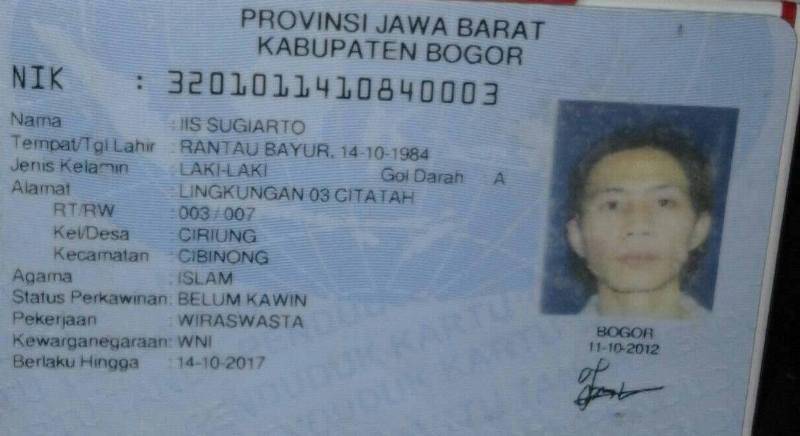 PROVINSI JAWA BARAT
KABUPATEN BOGOR
NIK : 3201011410840003
Nama : IIS SUGIARTO
Tempat/Tgl Lahir : RANTAU BAYUR, 14-10-1984
Jenis Kelamin : LAKI-LAKI Gol Darah A
Alamat : LINGKUNGAN 03 CITATAH
RT/RW : 003 / 007
Kel/Desa : CIRIUNG
Kecamatan : CIBINONG
Agama : ISLAM
Status Perkawinan: BELUM KAWIN
Pekerjaan : WIRASWASTA
Kewarganegaraan: WNI
Berlaku Hingga : 14-10-2017
BOGOR
11-10-2012